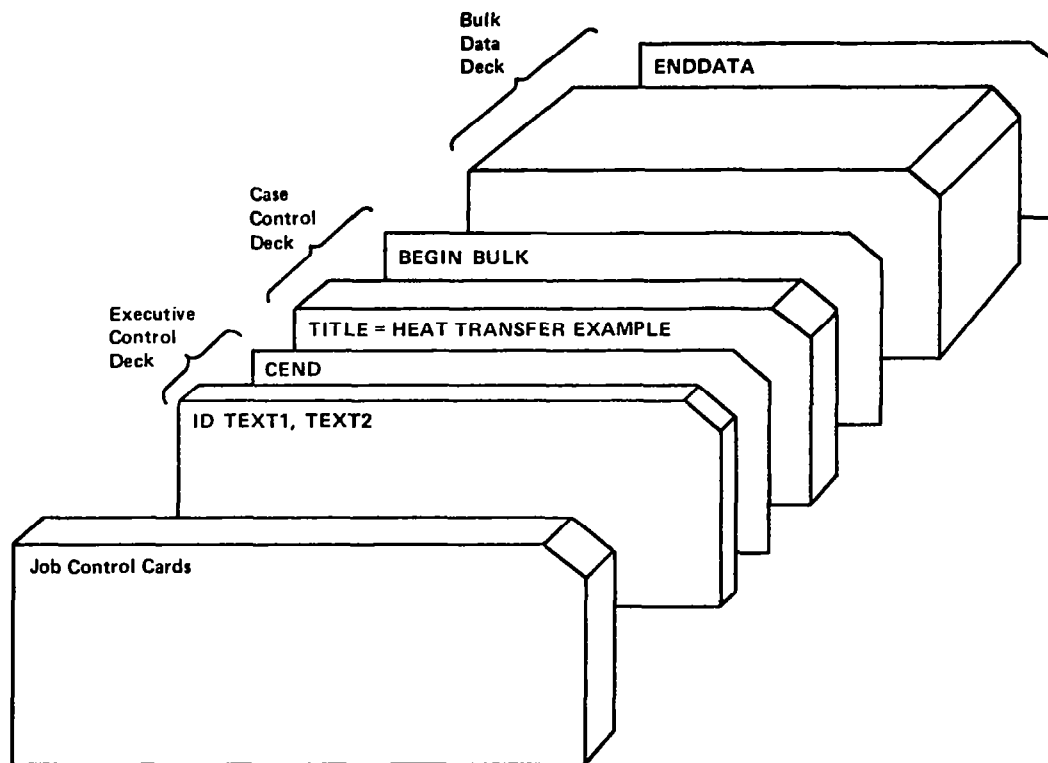 Bulk
Data
Deck
ENDDATA
Case
Control
Deck
BEGIN BULK
Executive
Control
Deck
TITLE = HEAT TRANSFER EXAMPLE
CEND
ID TEXT1, TEXT2
Job Control Cards